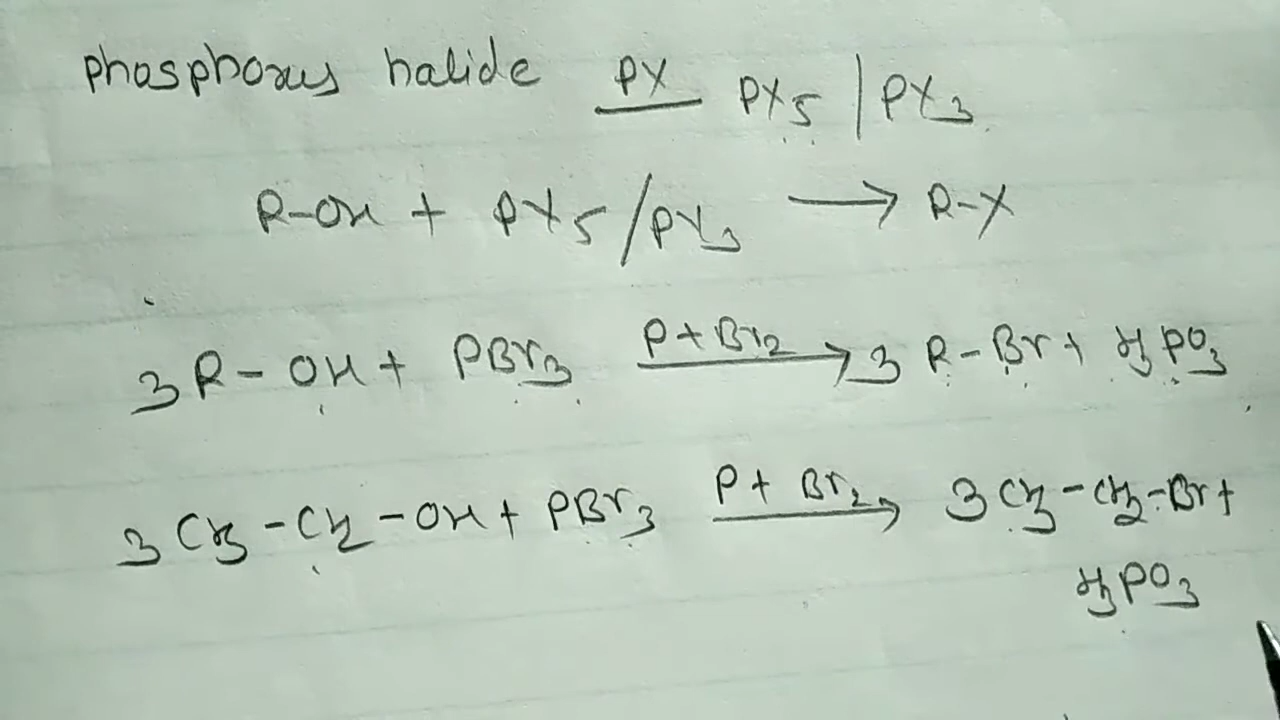 phosphorus halide PX PX5 | PX3
R-OH + PX5/PX3 ⟶ R-X
3R-OH + PBr3 P+Br2 ⟶ 3 R-Br + H3PO3
3CH3-CH2-OH + PBr3 P+ Br2 ⟶ 3CH3-CH2-Br +
H3PO3